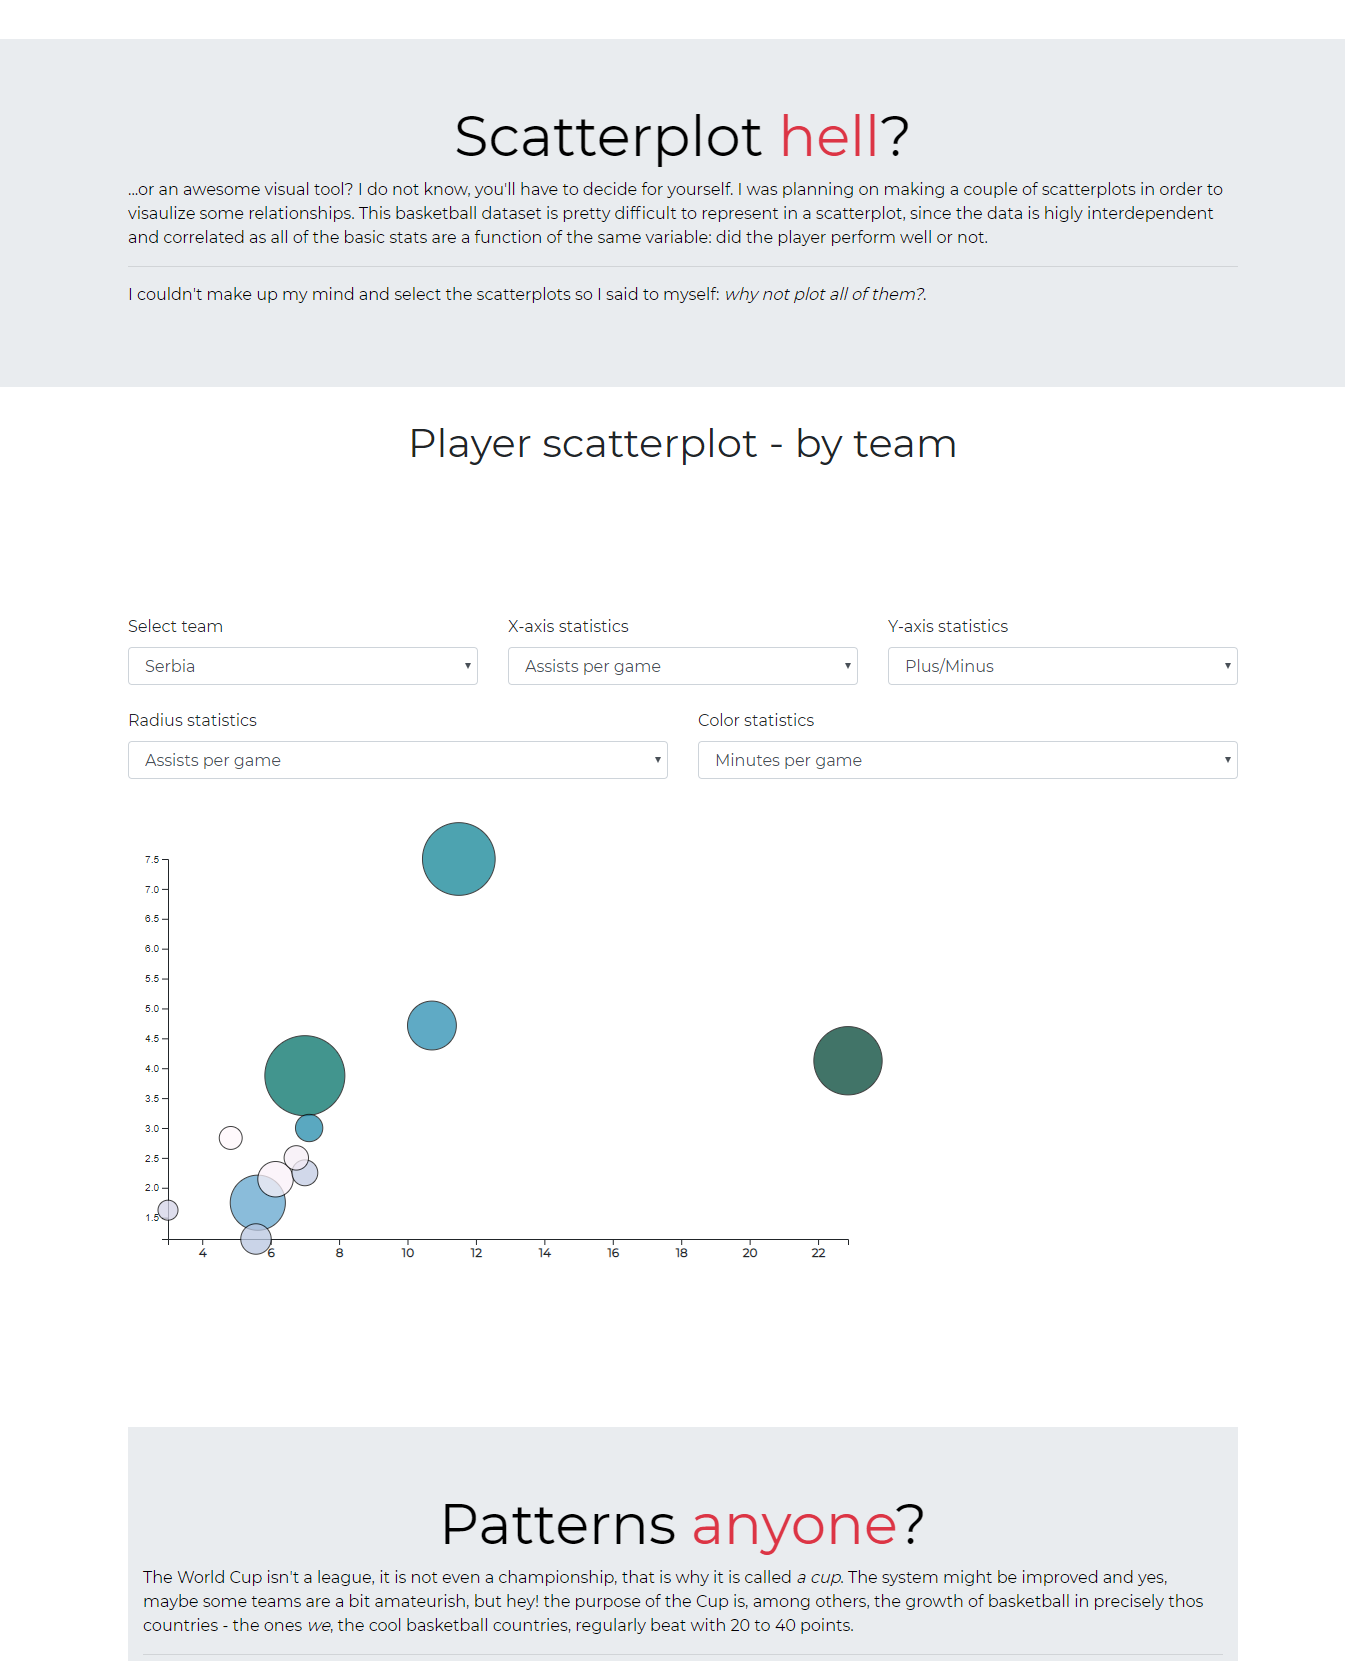 Scatterplot hell?
...or an awesome visual tool? I do not know, you'll have to decide for yourself. I was planning on making a couple of scatterplots in order to
visaulize some relationships. This basketball dataset is pretty difficult to represent in a scatterplot, since the data is higly interdependent
and correlated as all of the basic stats are a function of the same variable: did the player perform well or not.
I couldn't make up my mind and select the scatterplots so I said to myself: why not plot all of them?.
Player scatterplot - by team
Select team
X-axis statistics
Y-axis statistics
Serbia
Assists per game
Plus/Minus
Radius statistics
Color statistics
Assists per game
Minutes per game
7.5
7.0
6.5
6.0
5.5
5.0
4.5
4.0
3.5
3.0
2.5
2.0
1.5
4 6 8 10 12 14 16 18 20 22
Patterns anyone?
The World Cup isn't a league, it is not even a championship, that is why it is called a cup. The system might be improved and yes,
maybe some teams are a bit amateurish, but hey! the purpose of the Cup is, among others, the growth of basketball in precisely thos
countries - the ones we, the cool basketball countries, regularly beat with 20 to 40 points.